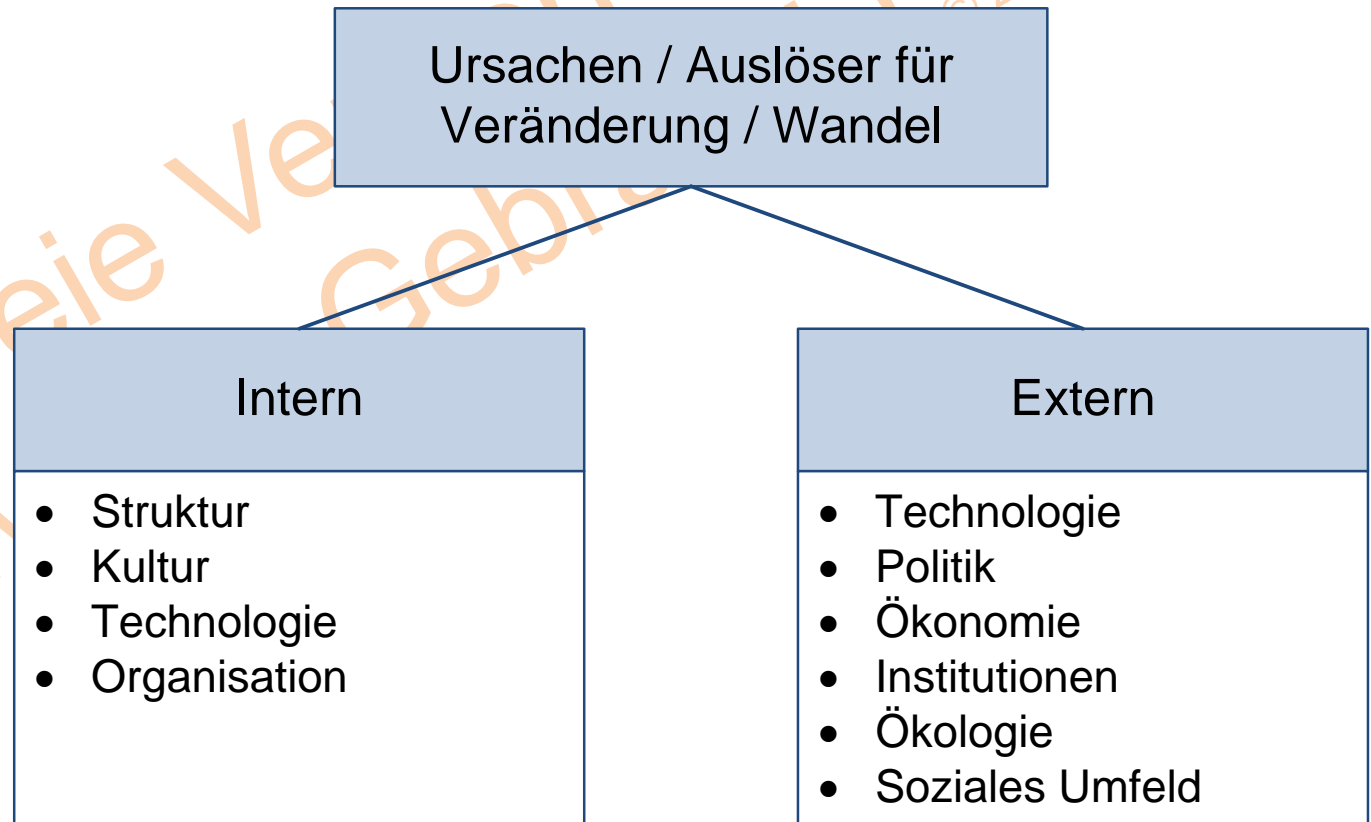 Ursachen / Auslöser für
Veränderung / Wandel
Intern
• Struktur
• Kultur
• Technologie
• Organisation
Extern
• Technologie
• Politik
• Ökonomie
• Institutionen
• Ökologie
• Soziales Umfeld